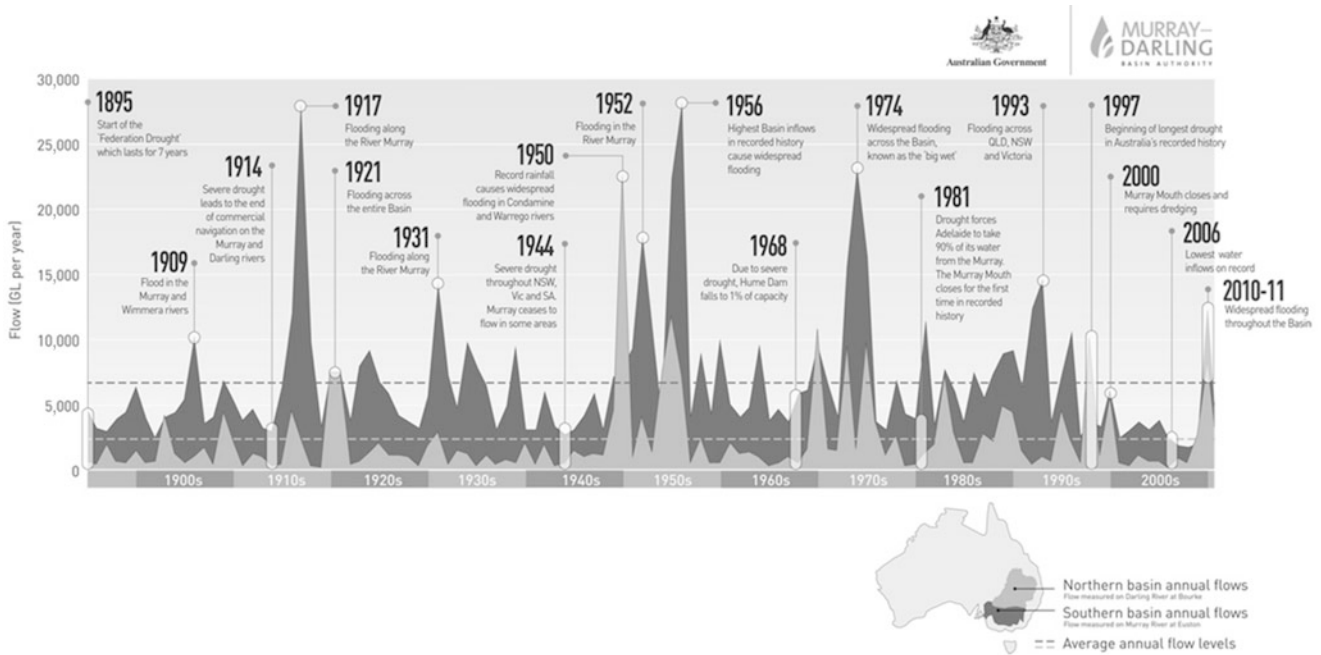 Australian Government
MURRAY–
DARLING
BASIN AUTHORITY
30,000
25,000
20,000
15,000
10,000
5,000
0
Flow (GL per year)
1895
Start of the
'Federation Drought'
which lasts for 7 years
1909
Flood in the
Murray and
Wimmera rivers
1914
Severe drought
leads to the end
of commercial
navigation on the
Murray and
Darling rivers
1917
Flooding along
the River Murray
1921
Flooding across
the entire Basin
1931
Flooding along
the River Murray
1944
Severe drought
throughout NSW,
Vic and SA.
Murray ceases to
flow in some areas
1950
Record rainfall
causes widespread
flooding in Condamine
and Warrego rivers
1952
Flooding in the
River Murray
1956
Highest Basin inflows
in recorded history
cause widespread
flooding
1968
Due to severe
drought, Hume Dam
falls to 1% of capacity
1974
Widespread flooding
across the Basin,
known as the 'big wet'
1981
Drought forces
Adelaide to take
90% of its water
from the Murray.
The Murray Mouth
closes for the first
time in recorded
history
1993
Flooding across
QLD, NSW
and Victoria
1997
Beginning of longest drought
in Australia's recorded history
2000
Murray Mouth closes and
requires dredging
2006
Lowest water
inflows on record
2010-11
Widespread flooding
throughout the Basin
1900s
1910s
1920s
1930s
1940s
1950s
1960s
1970s
1980s
1990s
2000s
Northern basin annual flows
Flow measured on Darling River at Bourke
Southern basin annual flows
Flow measured on Murray River at Euston
Average annual flow levels